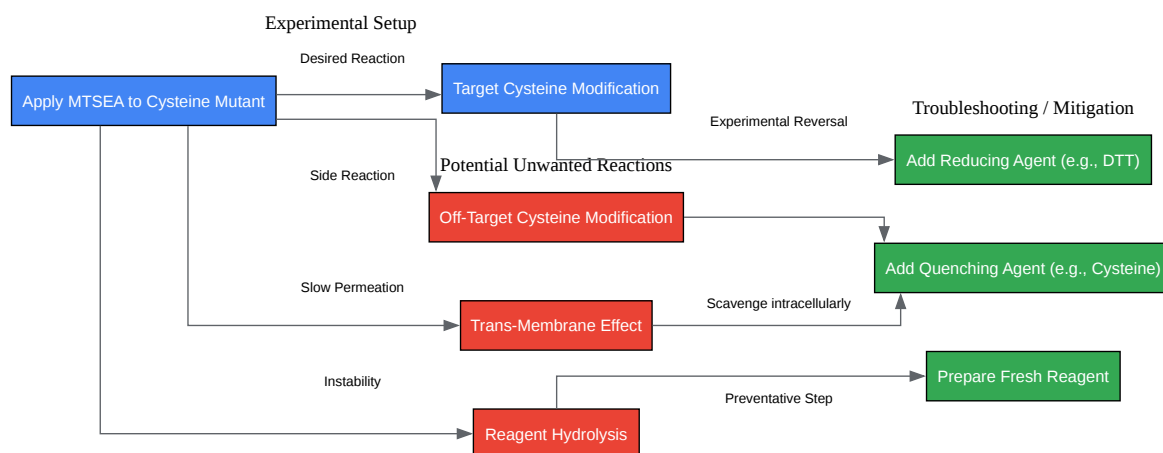 Experimental Setup
Desired Reaction
Apply MTSEA to Cysteine Mutant
Target Cysteine Modification
Troubleshooting / Mitigation
Experimental Reversal
Add Reducing Agent (e.g., DTT)
Potential Unwanted Reactions
Side Reaction
Off-Target Cysteine Modification
Add Quenching Agent (e.g., Cysteine)
Slow Permeation
Scavenge intracellularly
Trans-Membrane Effect
Instability
Prepare Fresh Reagent
Preventative Step
Reagent Hydrolysis